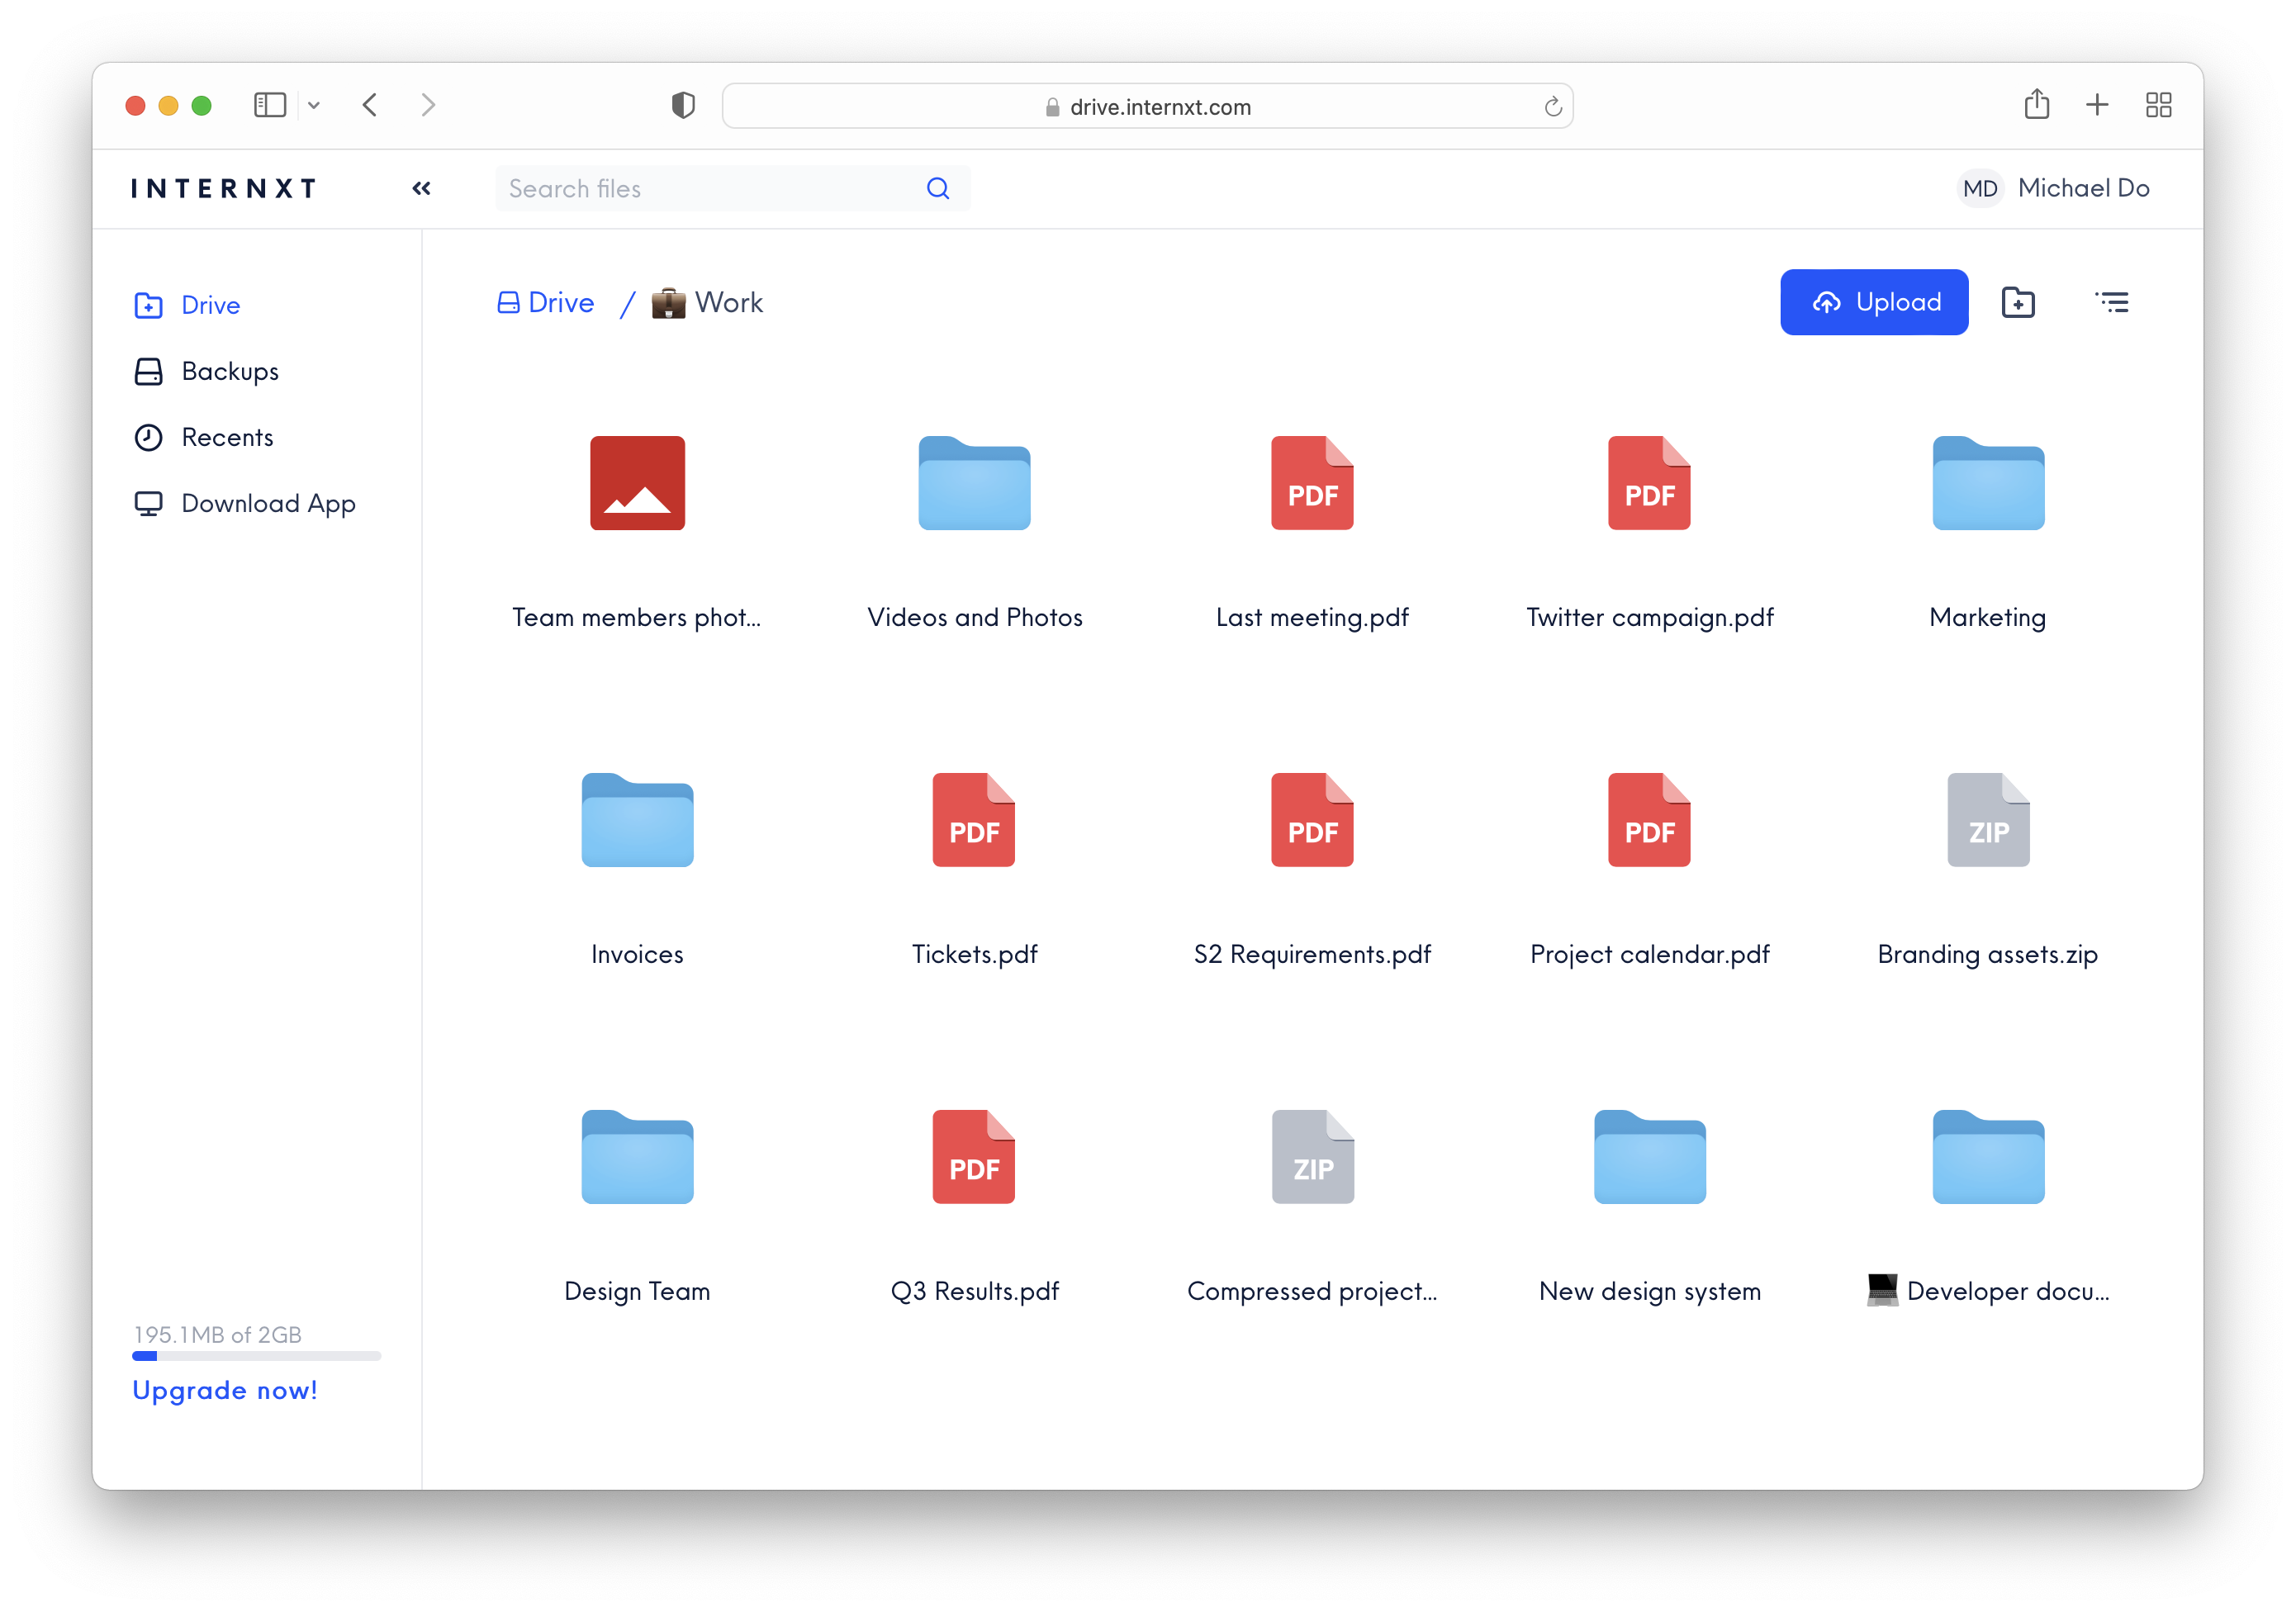 drive.internxt.com
INTERNXT
Search files
MD Michael Do
Drive
Backups
Recents
Download App
Drive / Work
Upload
Team members phot...
Videos and Photos
PDF
Last meeting.pdf
PDF
Twitter campaign.pdf
Marketing
Invoices
PDF
Tickets.pdf
PDF
S2 Requirements.pdf
PDF
Project calendar.pdf
ZIP
Branding assets.zip
Design Team
PDF
Q3 Results.pdf
ZIP
Compressed project...
New design system
Developer docu...
195.1MB of 2GB
Upgrade now!